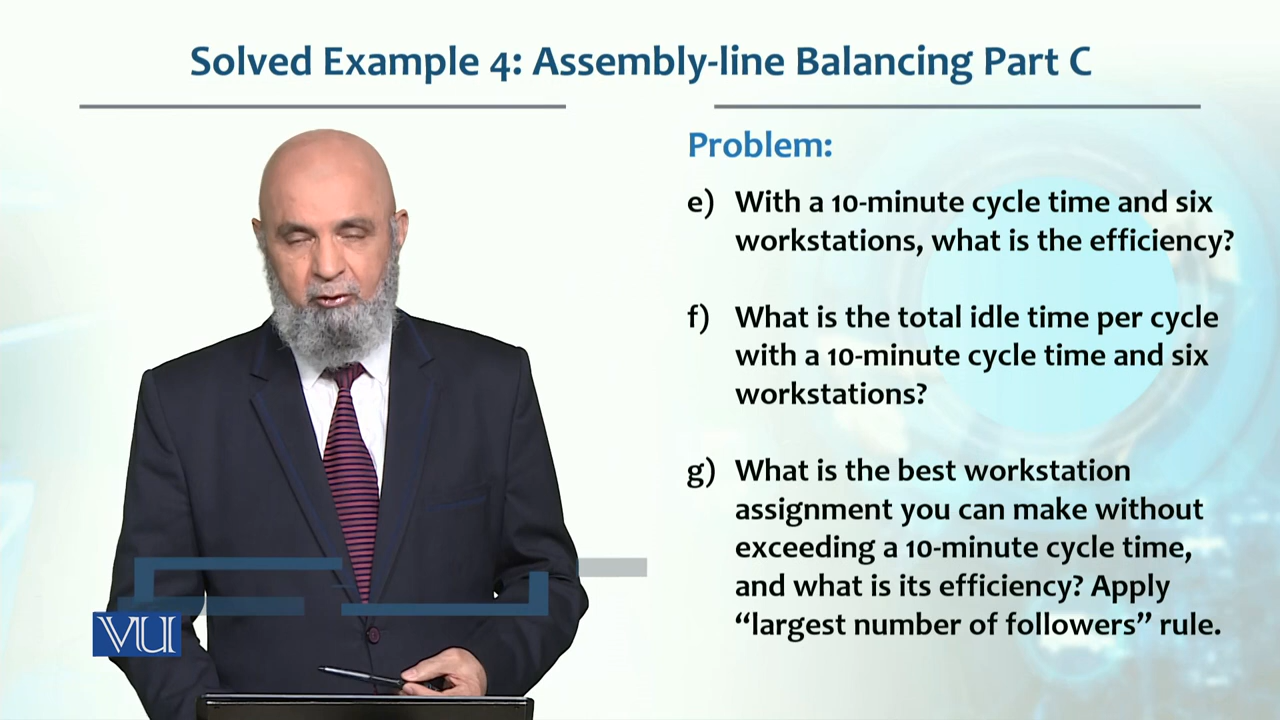 Solved Example 4: Assembly-line Balancing Part C
Problem:
e) With a 10-minute cycle time and six
workstations, what is the efficiency?
f) What is the total idle time per cycle
with a 10-minute cycle time and six
workstations?
g) What is the best workstation
assignment you can make without
exceeding a 10-minute cycle time,
and what is its efficiency? Apply
“largest number of followers” rule.
VU